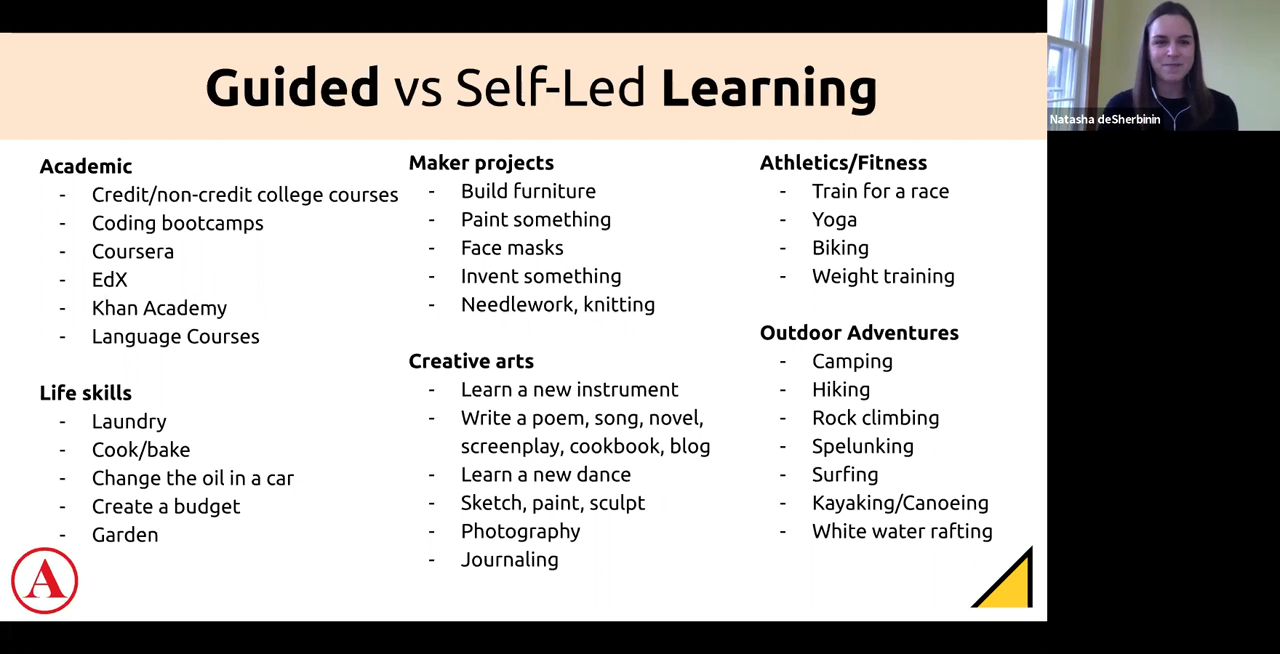 Guided vs Self-Led Learning
Academic
- Credit/non-credit college courses
- Coding bootcamps
- Coursera
- EdX
- Khan Academy
- Language Courses
Life skills
- Laundry
- Cook/bake
- Change the oil in a car
- Create a budget
- Garden
Maker projects
- Build furniture
- Paint something
- Face masks
- Invent something
- Needlework, knitting
Creative arts
- Learn a new instrument
- Write a poem, song, novel,
screenplay, cookbook, blog
- Learn a new dance
- Sketch, paint, sculpt
- Photography
- Journaling
Athletics/Fitness
- Train for a race
- Yoga
- Biking
- Weight training
Outdoor Adventures
- Camping
- Hiking
- Rock climbing
- Spelunking
- Surfing
- Kayaking/Canoeing
- White water rafting
A
Natasha deSherbinin